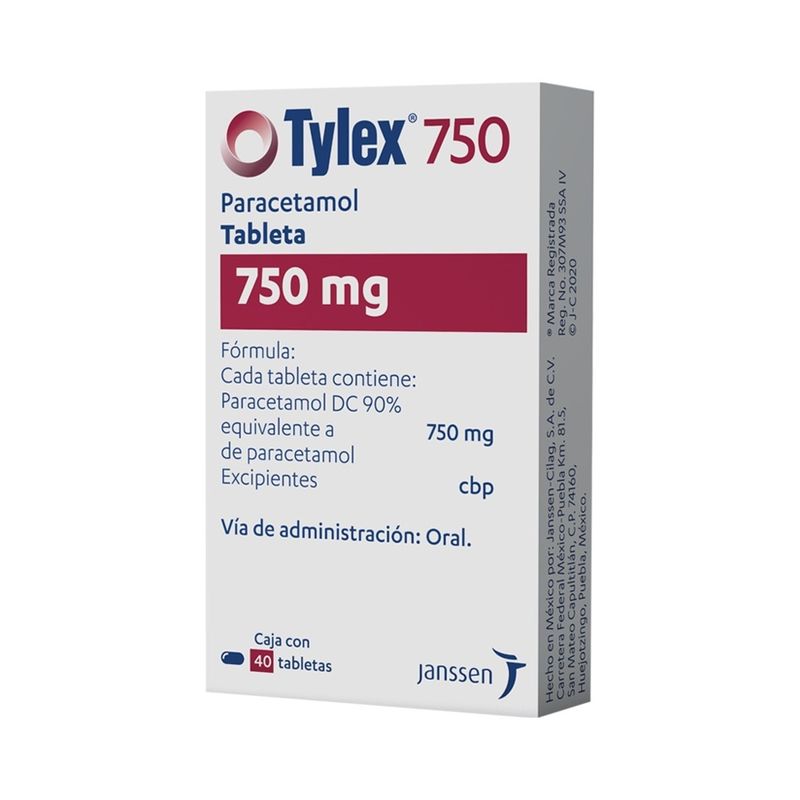 Tylex® 750
Paracetamol
Tableta
750 mg
Fórmula:
Cada tableta contiene:
Paracetamol DC 90%
equivalente a 750 mg
de paracetamol
Excipientes cbp
Vía de administración: Oral.
Caja con
40 tabletas
janssen
Hecho en México por: Janssen-Cilag, S.A. de C.V.
Carretera Federal México-Puebla Km. 81.5,
San Mateo Capultitlán, C.P. 74160,
Huejotzingo, Puebla, México.
® Marca Registrada
Reg. No. 307M93 SSA IV
© J-C 2020